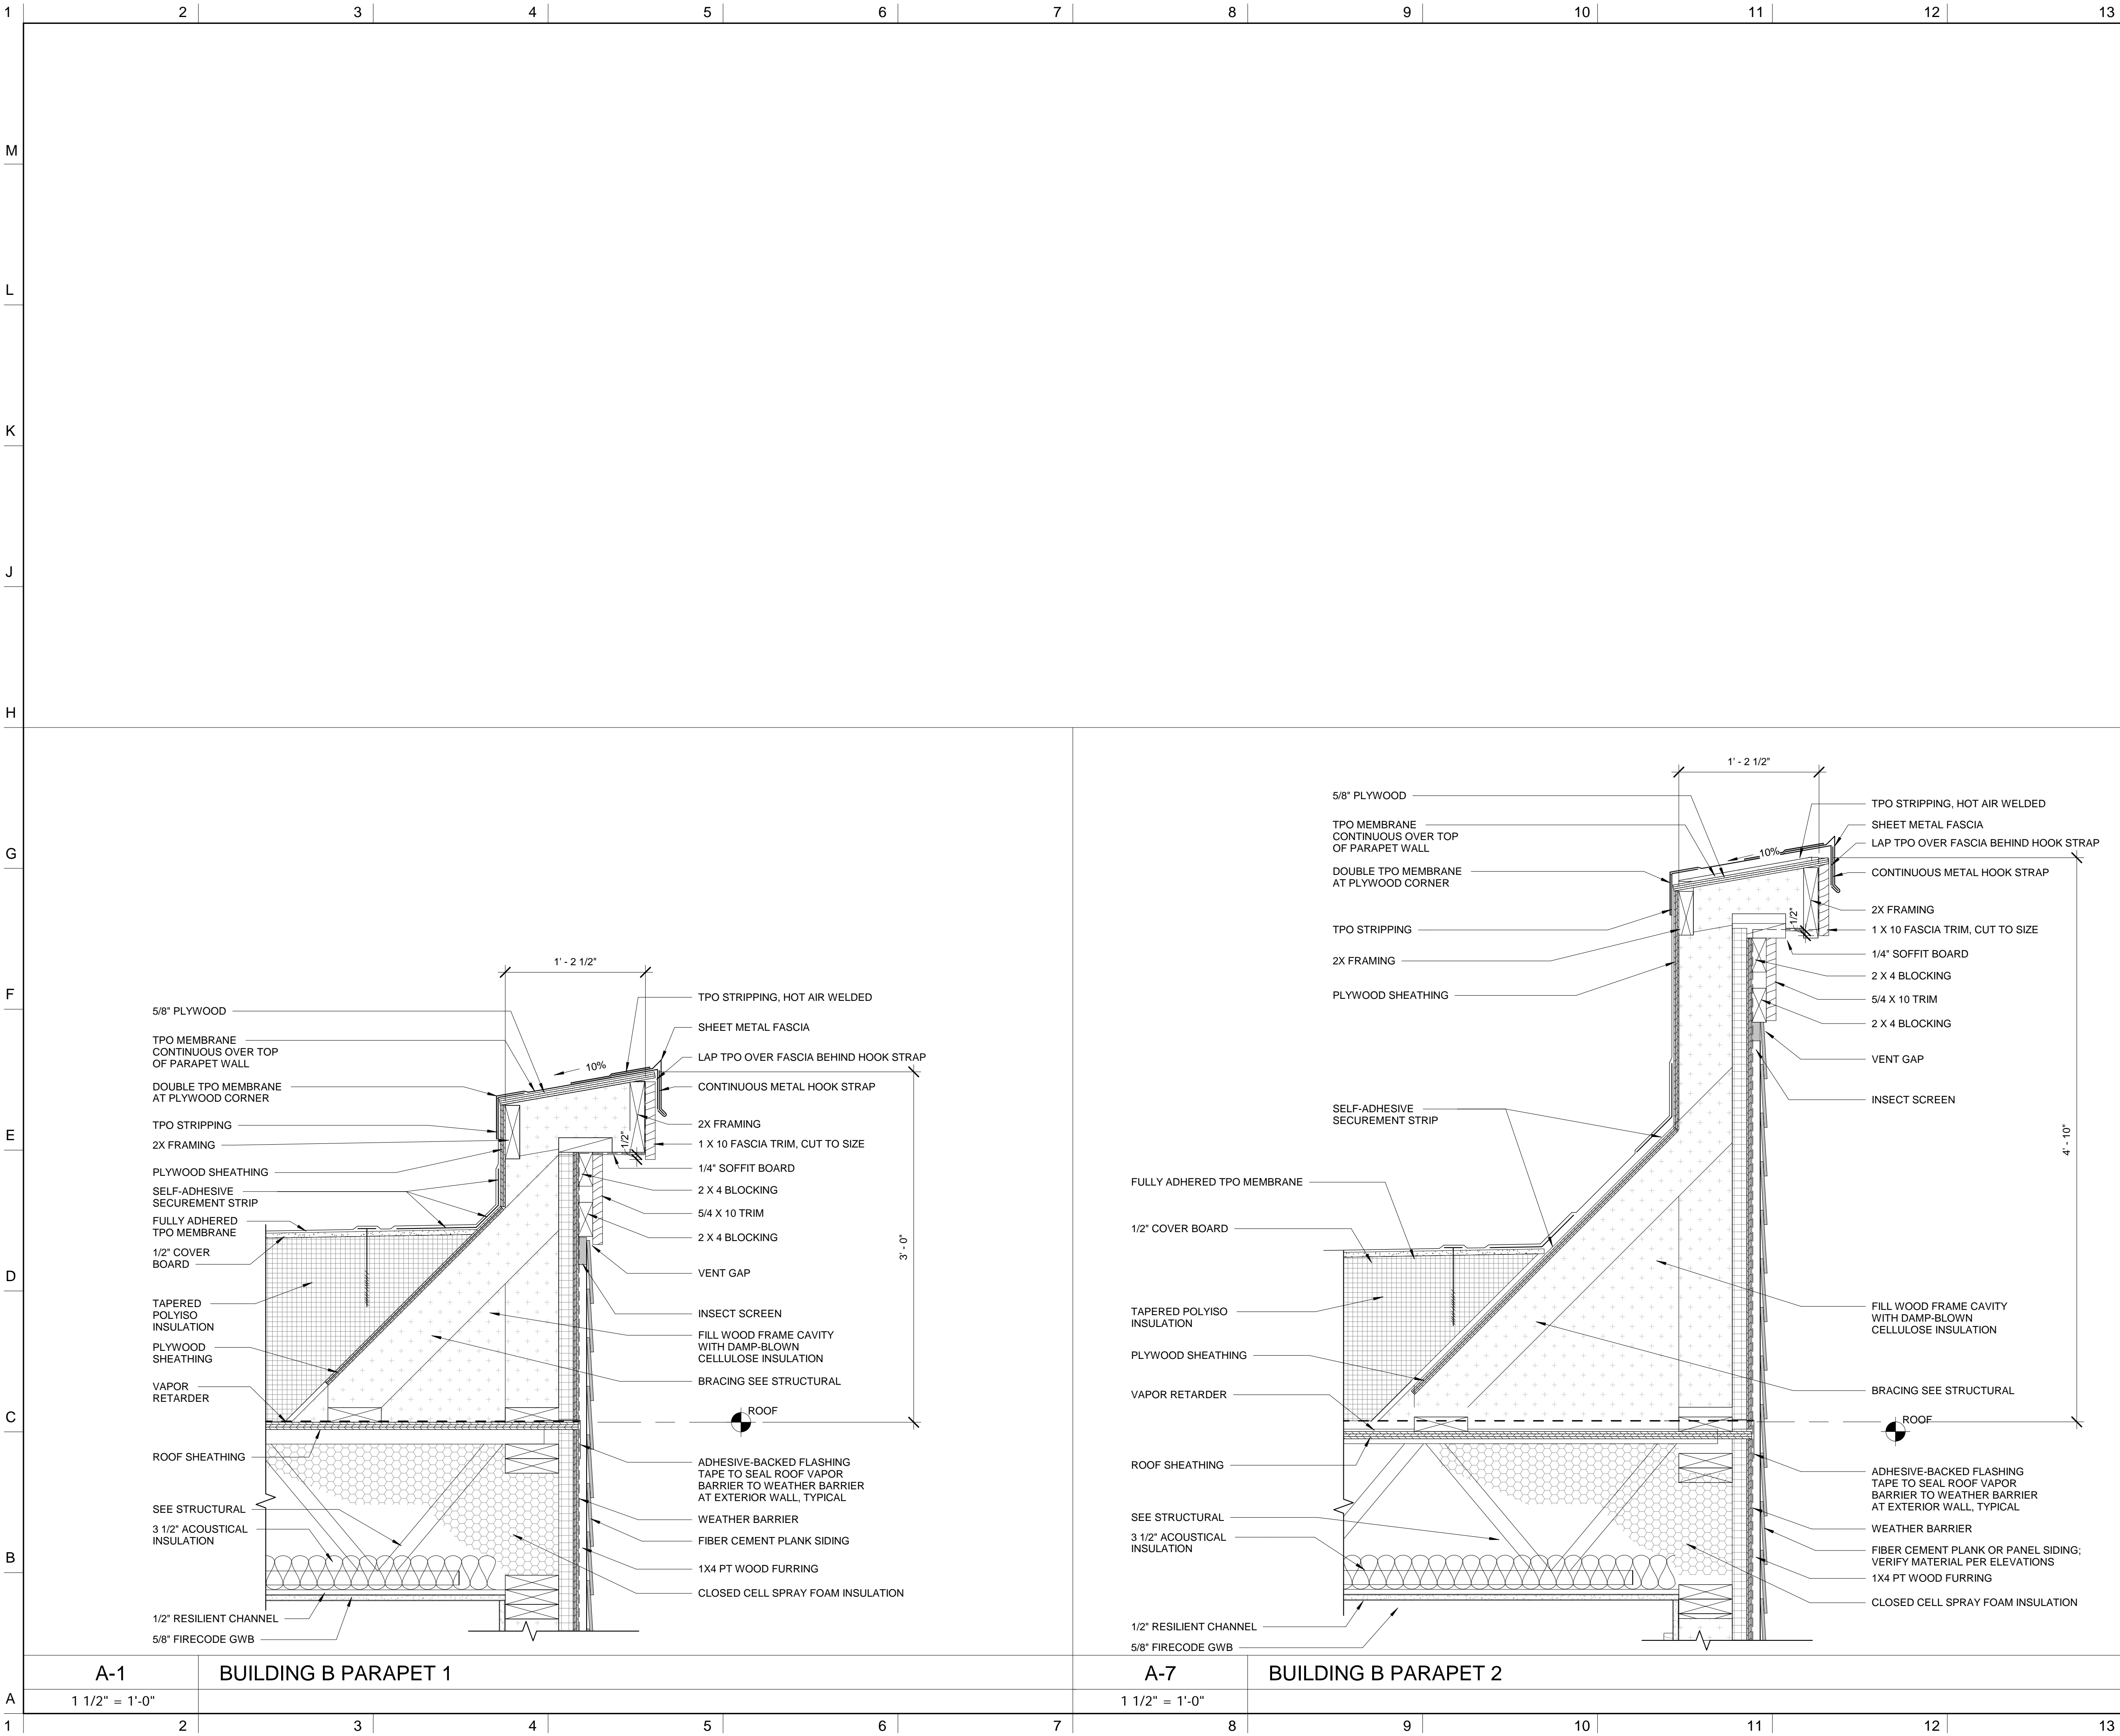 1 2 3 4 5 6 7 8 9 10 11 12 13
M
L
K
J
H
G
F
E
D
C
B
A
1' - 2 1/2"
5/8" PLYWOOD
TPO MEMBRANE
CONTINUOUS OVER TOP
OF PARAPET WALL
DOUBLE TPO MEMBRANE
AT PLYWOOD CORNER
TPO STRIPPING
2X FRAMING
PLYWOOD SHEATHING
SELF-ADHESIVE
SECUREMENT STRIP
FULLY ADHERED
TPO MEMBRANE
1/2" COVER
BOARD
TAPERED
POLYISO
INSULATION
PLYWOOD
SHEATHING
VAPOR
RETARDER
ROOF SHEATHING
SEE STRUCTURAL
3 1/2" ACOUSTICAL
INSULATION
1/2" RESILIENT CHANNEL
5/8" FIRECODE GWB
10%
1/2"
TPO STRIPPING, HOT AIR WELDED
SHEET METAL FASCIA
LAP TPO OVER FASCIA BEHIND HOOK STRAP
CONTINUOUS METAL HOOK STRAP
2X FRAMING
1 X 10 FASCIA TRIM, CUT TO SIZE
1/4" SOFFIT BOARD
2 X 4 BLOCKING
5/4 X 10 TRIM
2 X 4 BLOCKING
VENT GAP
INSECT SCREEN
FILL WOOD FRAME CAVITY
WITH DAMP-BLOWN
CELLULOSE INSULATION
BRACING SEE STRUCTURAL
ROOF
3' - 0"
ADHESIVE-BACKED FLASHING
TAPE TO SEAL ROOF VAPOR
BARRIER TO WEATHER BARRIER
AT EXTERIOR WALL, TYPICAL
WEATHER BARRIER
FIBER CEMENT PLANK SIDING
1X4 PT WOOD FURRING
CLOSED CELL SPRAY FOAM INSULATION
A-1
BUILDING B PARAPET 1
1 1/2" = 1'-0"
1' - 2 1/2"
5/8" PLYWOOD
TPO MEMBRANE
CONTINUOUS OVER TOP
OF PARAPET WALL
DOUBLE TPO MEMBRANE
AT PLYWOOD CORNER
TPO STRIPPING
2X FRAMING
PLYWOOD SHEATHING
SELF-ADHESIVE
SECUREMENT STRIP
FULLY ADHERED TPO MEMBRANE
1/2" COVER BOARD
TAPERED POLYISO
INSULATION
PLYWOOD SHEATHING
VAPOR RETARDER
ROOF SHEATHING
SEE STRUCTURAL
3 1/2" ACOUSTICAL
INSULATION
1/2" RESILIENT CHANNEL
5/8" FIRECODE GWB
10%
1/2"
TPO STRIPPING, HOT AIR WELDED
SHEET METAL FASCIA
LAP TPO OVER FASCIA BEHIND HOOK STRAP
CONTINUOUS METAL HOOK STRAP
2X FRAMING
1 X 10 FASCIA TRIM, CUT TO SIZE
1/4" SOFFIT BOARD
2 X 4 BLOCKING
5/4 X 10 TRIM
2 X 4 BLOCKING
VENT GAP
INSECT SCREEN
4' - 10"
FILL WOOD FRAME CAVITY
WITH DAMP-BLOWN
CELLULOSE INSULATION
BRACING SEE STRUCTURAL
ROOF
ADHESIVE-BACKED FLASHING
TAPE TO SEAL ROOF VAPOR
BARRIER TO WEATHER BARRIER
AT EXTERIOR WALL, TYPICAL
WEATHER BARRIER
FIBER CEMENT PLANK OR PANEL SIDING;
VERIFY MATERIAL PER ELEVATIONS
1X4 PT WOOD FURRING
CLOSED CELL SPRAY FOAM INSULATION
A-7
BUILDING B PARAPET 2
1 1/2" = 1'-0"
1 2 3 4 5 6 7 8 9 10 11 12 13